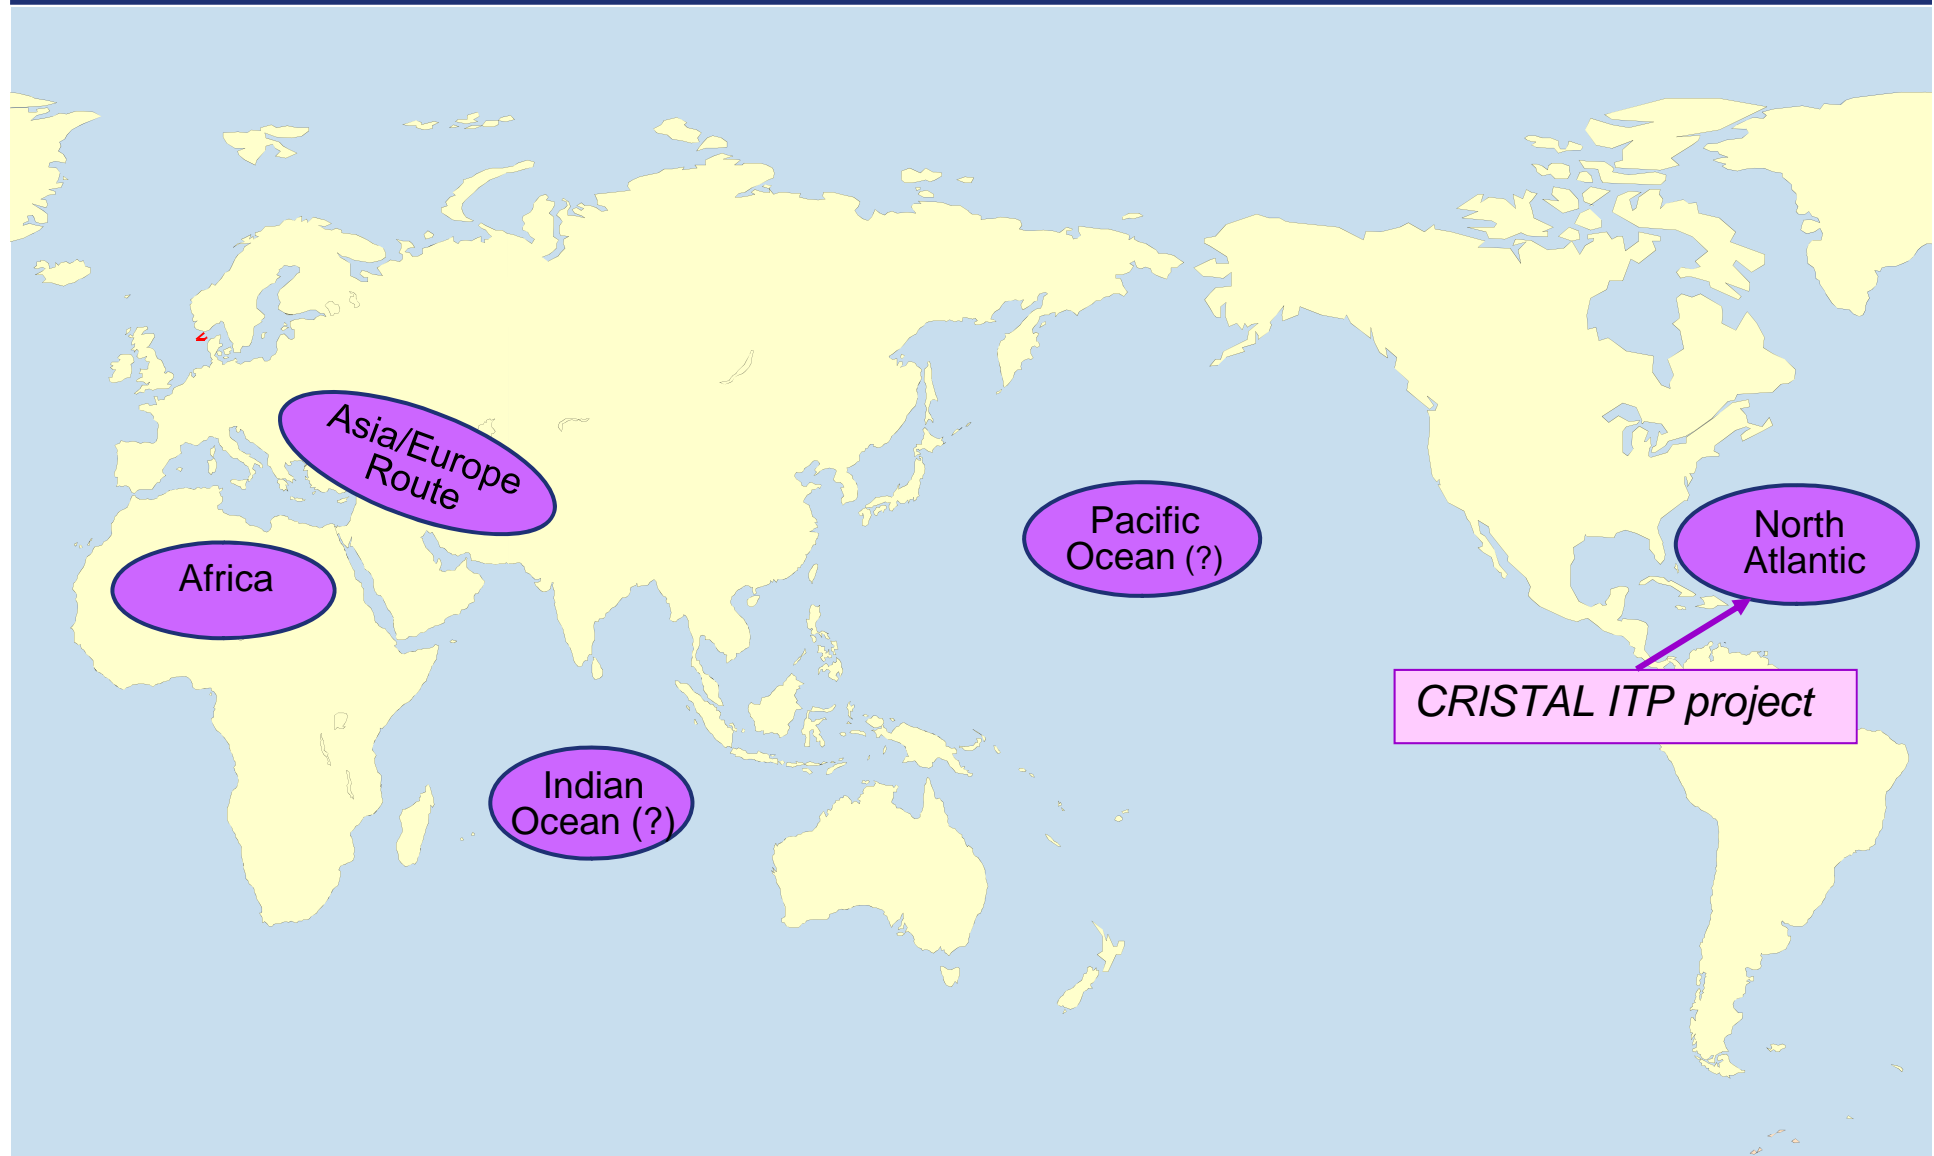 Asia/Europe
Route
Africa
Pacific
Ocean (?)
North
Atlantic
CRISTAL ITP project
Indian
Ocean (?)